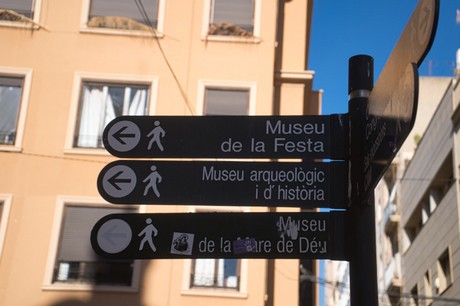 Museu
de la Festa
Museu arqueològic
i d'història
Museu
de la Mare de Déu